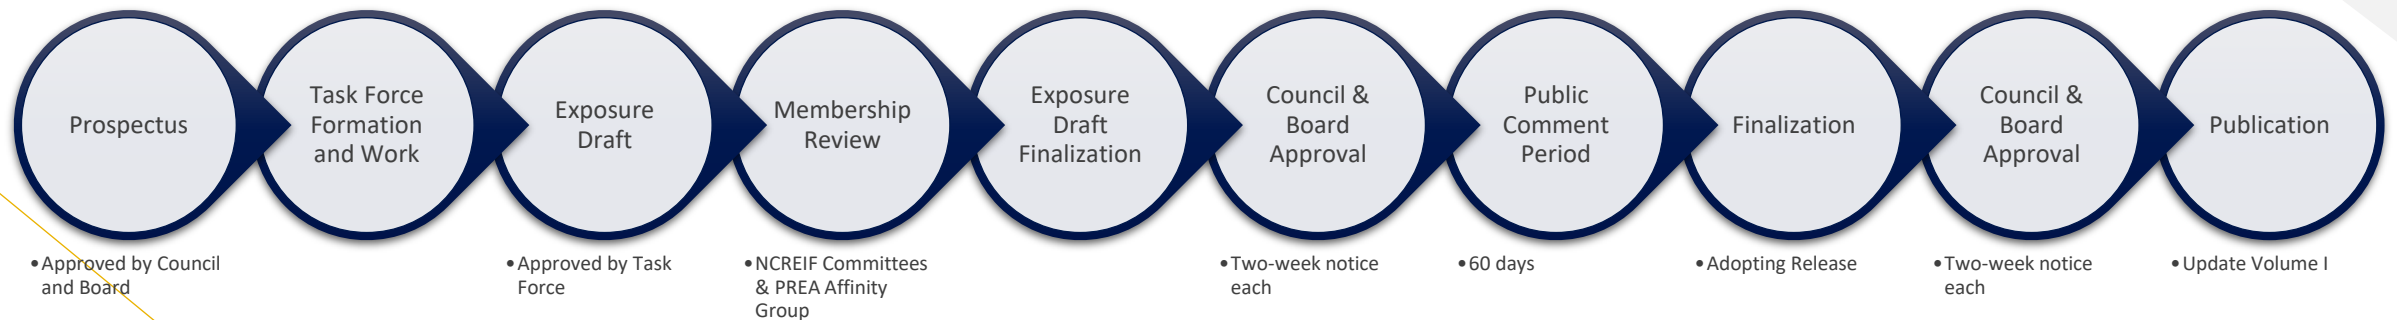 Prospectus
Task Force
Formation
and Work
Exposure
Draft
Membership
Review
Exposure
Draft
Finalization
Council &
Board
Approval
Public
Comment
Period
Finalization
Council &
Board
Approval
Publication
•Approved by Council
and Board
•Approved by Task
Force
•NCREIF Committees
& PREA Affinity
Group
•Two-week notice
each
•60 days
•Adopting Release
•Two-week notice
each
•Update Volume I